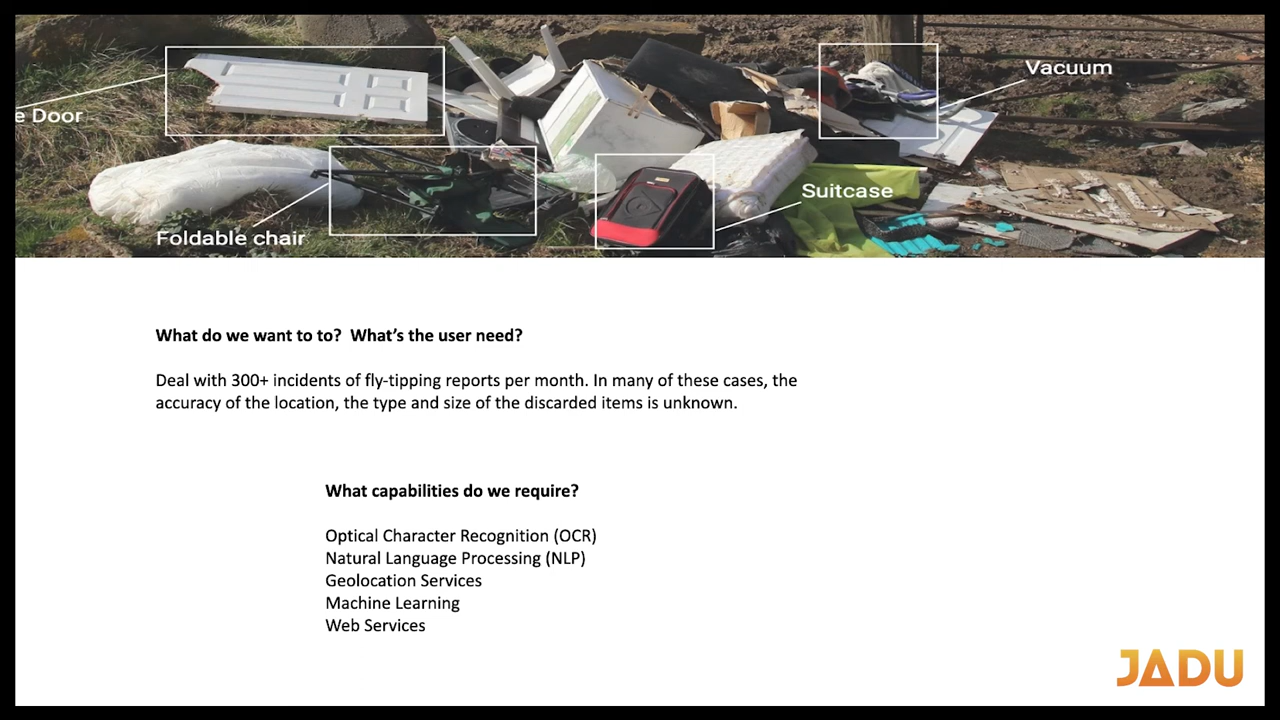 Vacuum
e Door
Suitcase
Foldable chair
What do we want to to?  What’s the user need?
Deal with 300+ incidents of fly-tipping reports per month. In many of these cases, the
accuracy of the location, the type and size of the discarded items is unknown.
What capabilities do we require?
Optical Character Recognition (OCR)
Natural Language Processing (NLP)
Geolocation Services
Machine Learning
Web Services
JADU